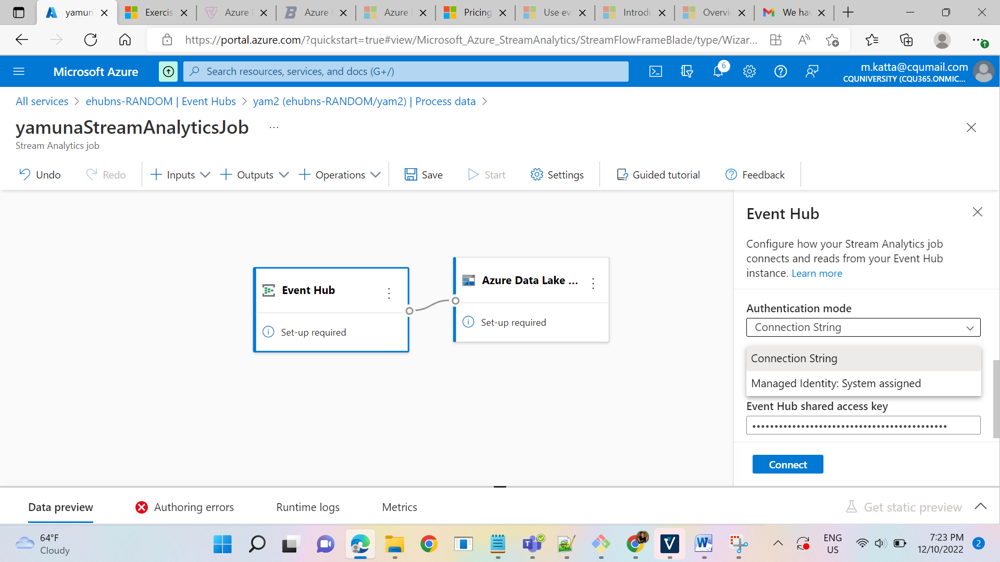 yamun
Exercis
Azure
Azure
Azure
Pricing
Use ev
Introdu
Overvi
We hav
https://portal.azure.com/?quickstart=true#view/Microsoft_Azure_StreamAnalytics/StreamFlowFrameBlade/type/Wizar...
Microsoft Azure
Search resources, services, and docs (G+/)
6
m.katta@cqumail.com
CQUNIVERSITY (CQU365.ONMIC...
All services > ehubns-RANDOM | Event Hubs > yam2 (ehubns-RANDOM/yam2) | Process data >
yamunaStreamAnalyticsJob ...
Stream Analytics job
Undo Redo Inputs Outputs Operations Save Start Settings Guided tutorial Feedback
Event Hub
Set-up required
Azure Data Lake ...
Set-up required
Event Hub
Configure how your Stream Analytics job
connects and reads from your Event Hub
instance. Learn more
Authentication mode
Connection String
Connection String
Managed Identity: System assigned
Event Hub shared access key
Connect
Data preview Authoring errors Runtime logs Metrics Get static preview
64°F
Cloudy
ENG
US
7:23 PM
12/10/2022
2